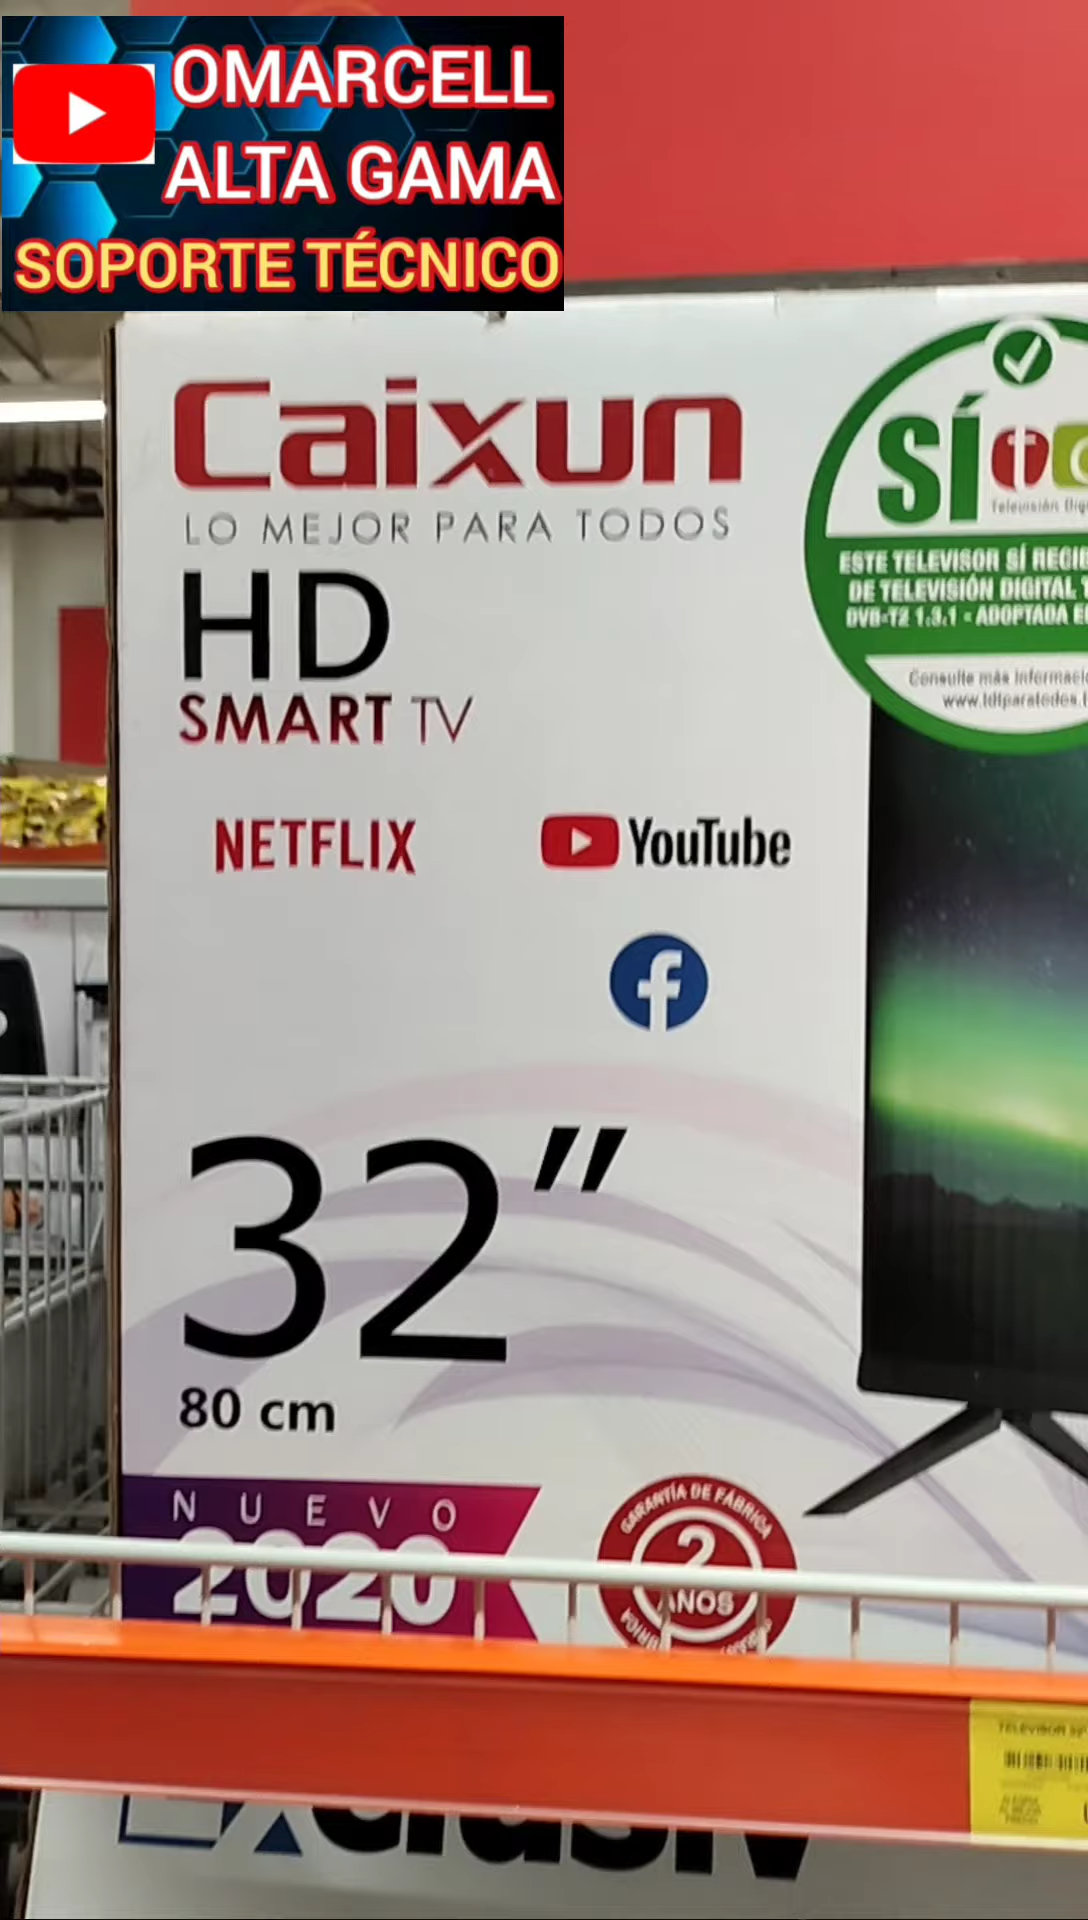 OMARCELL
ALTA GAMA
SOPORTE TÉCNICO
Caixun
LO MEJOR PARA TODOS
HD
SMART TV
NETFLIX
YouTube
f
32"
80 cm
NUEVO
2020
GARANTÍA DE FÁBRICA
2
AÑOS
SÍ
Televisión
ESTE TELEVISOR SÍ
DE TELEVISIÓN DIGITAL
DVB-T2 1.3.1 - ADOPTADA
Consulte más
TELEVISOR